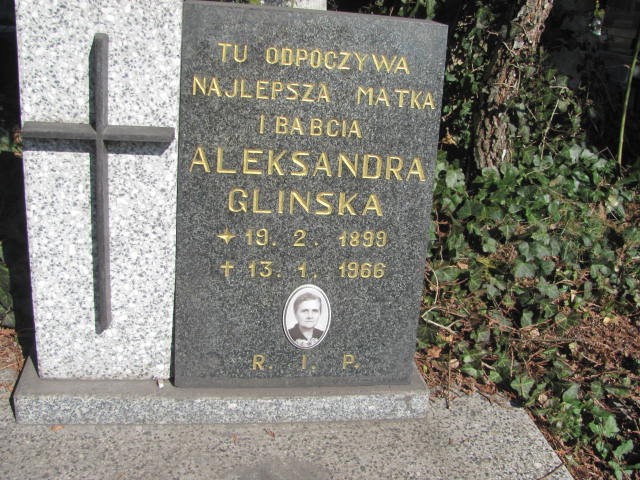 TU ODPOCZYWA
NAJLEPSZA MATKA
I BABCIA
ALEKSANDRA
GLINSKA
19. 2. 1899
13. 1. 1966
R. I. P.